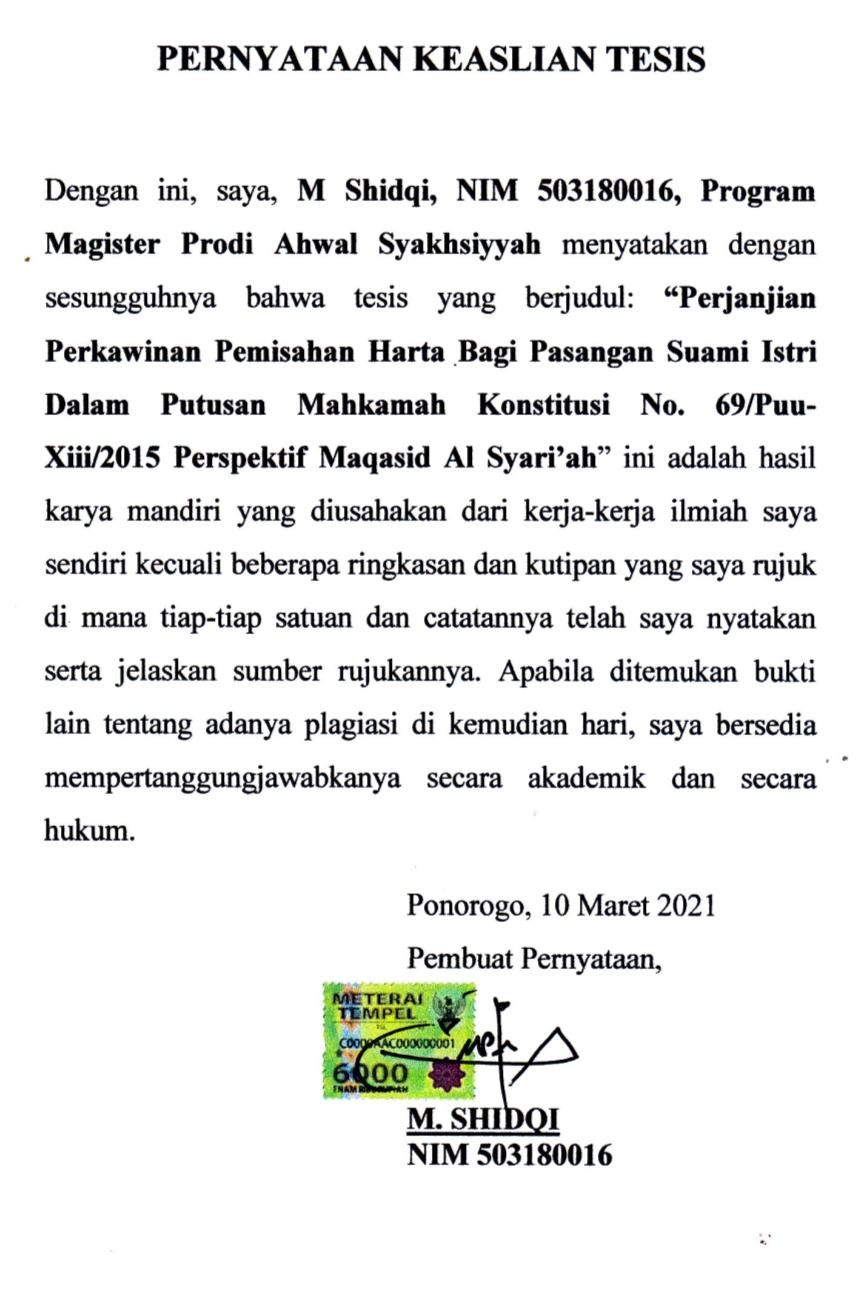 PERNYATAAN KEASLIAN TESIS
Dengan ini, saya, M Shidqi, NIM 503180016, Program
Magister Prodi Ahwal Syakhsiyyah menyatakan dengan
sesungguhnya bahwa tesis yang berjudul: “Perjanjian
Perkawinan Pemisahan Harta Bagi Pasangan Suami Istri
Dalam Putusan Mahkamah Konstitusi No. 69/Puu-
Xiii/2015 Perspektif Maqasid Al Syari’ah” ini adalah hasil
karya mandiri yang diusahakan dari kerja-kerja ilmiah saya
sendiri kecuali beberapa ringkasan dan kutipan yang saya rujuk
di mana tiap-tiap satuan dan catatannya telah saya nyatakan
serta jelaskan sumber rujukannya. Apabila ditemukan bukti
lain tentang adanya plagiasi di kemudian hari, saya bersedia
mempertanggungjawabkanya secara akademik dan secara
hukum.
Ponorogo, 10 Maret 2021
Pembuat Pernyataan,
METERAI
TEMPEL
6000
M. SHIDQI
NIM 503180016